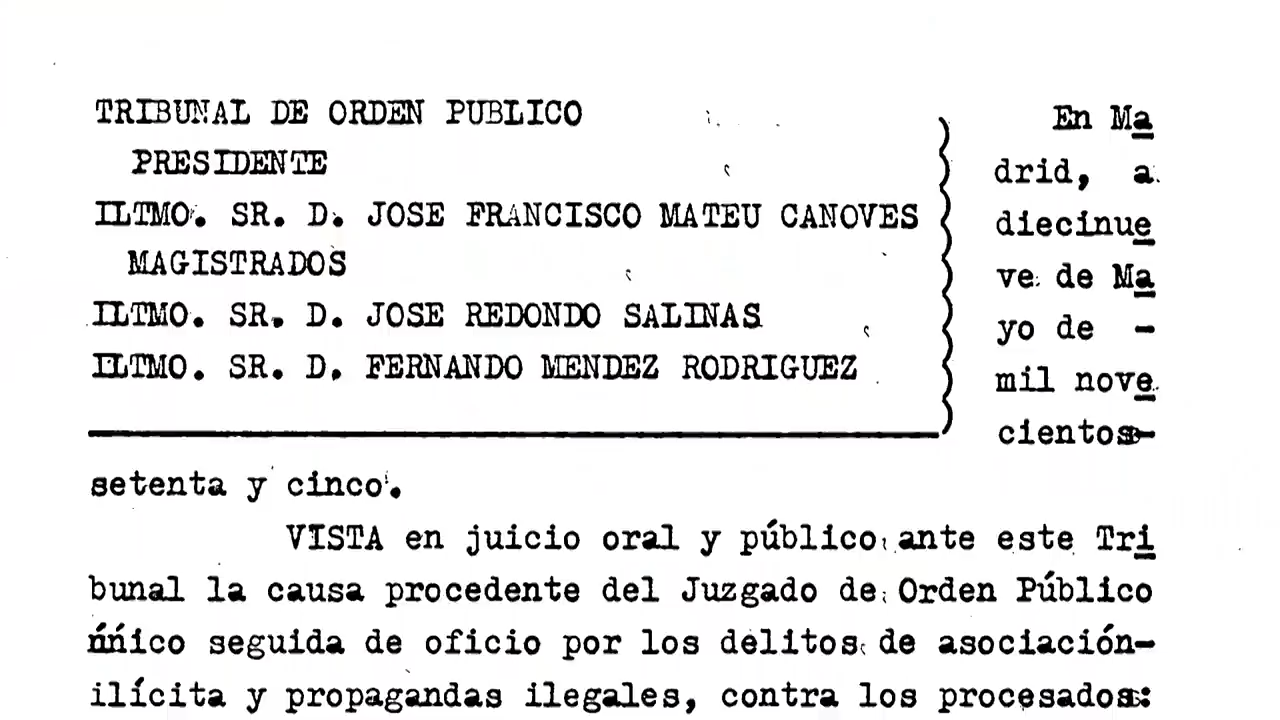 TRIBUNAL DE ORDEN PUBLICO
PRESIDENTE
ILTMO. SR. D. JOSE FRANCISCO MATEU CANOVES
MAGISTRADOS
ILTMO. SR. D. JOSE REDONDO SALINAS
ILTMO. SR. D. FERNANDO MENDEZ RODRIGUEZ
En Ma
drid, a
diecinue
ve de Ma
yo de -
mil nove
cientos-
setenta y cinco.
VISTA en juicio oral y público ante este Tri
bunal la causa procedente del Juzgado de Orden Público
seguida de oficio por los delitos de asociación-
ilícita y propagandas ilegales, contra los procesados: